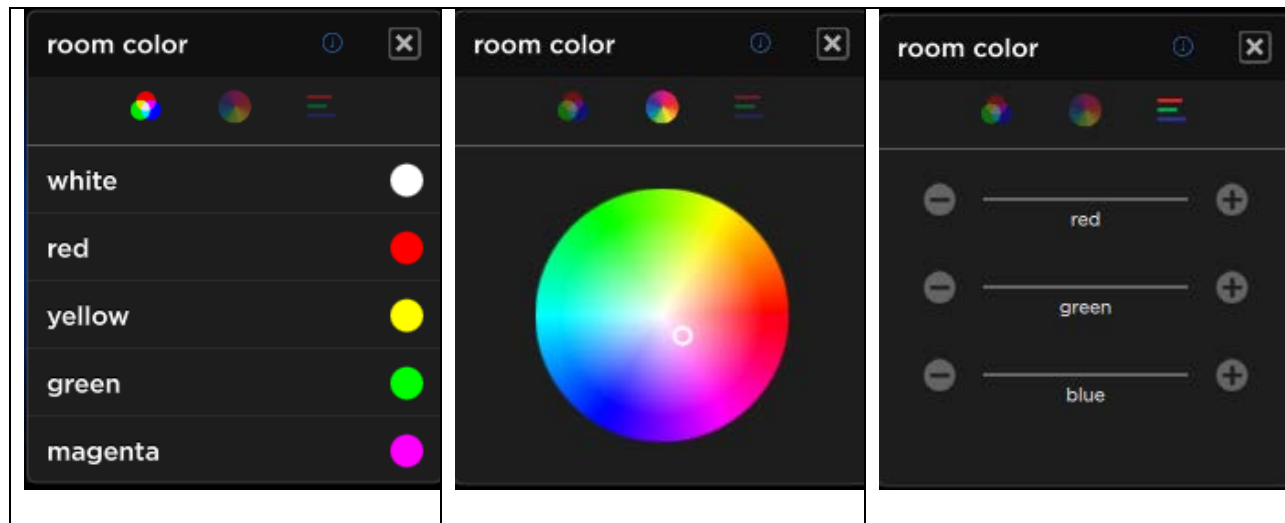 room color
white
red
yellow
green
magenta
room color
room color
red
green
blue